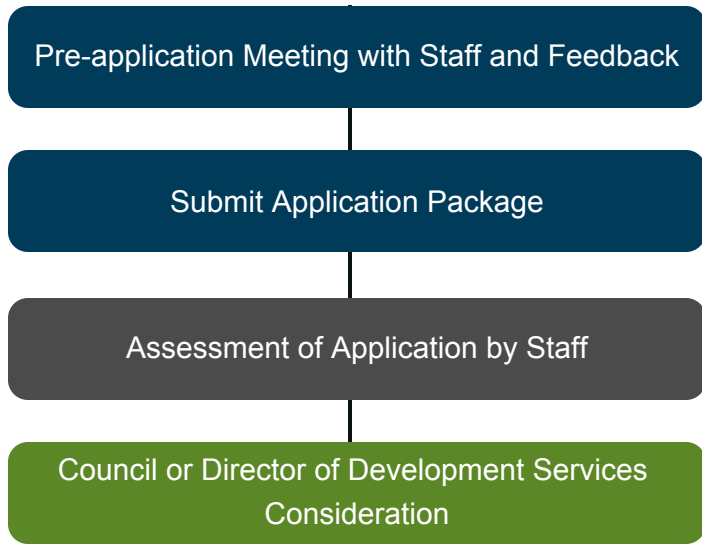 Pre-application Meeting with Staff and Feedback
Submit Application Package
Assessment of Application by Staff
Council or Director of Development Services
Consideration